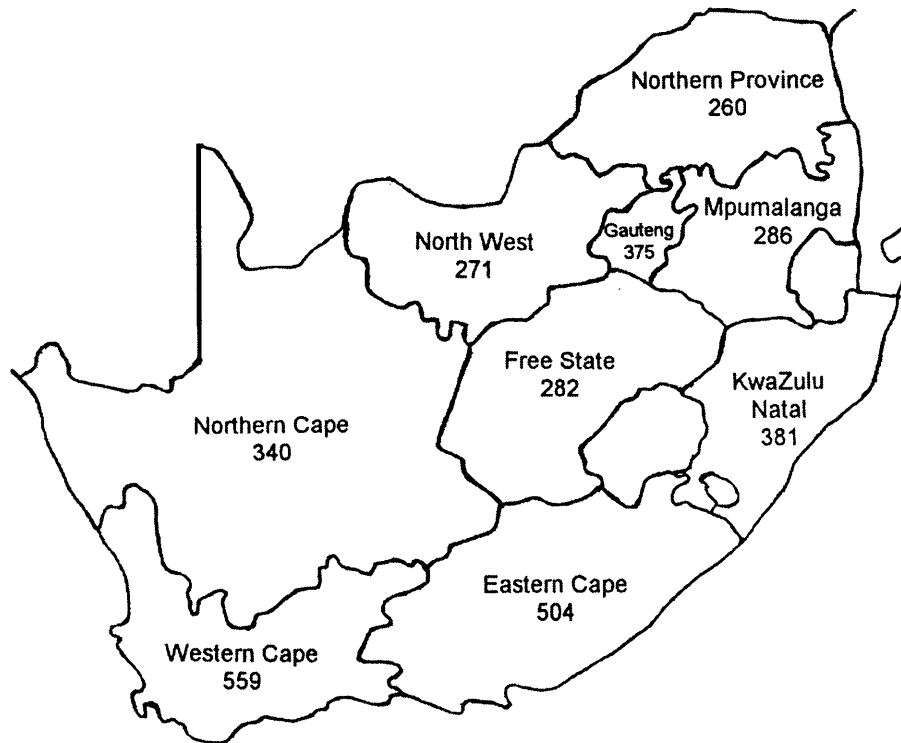 Northern Province
260
Mpumalanga
286
Gauteng
375
North West
271
Free State
282
KwaZulu
Natal
381
Northern Cape
340
Eastern Cape
504
Western Cape
559